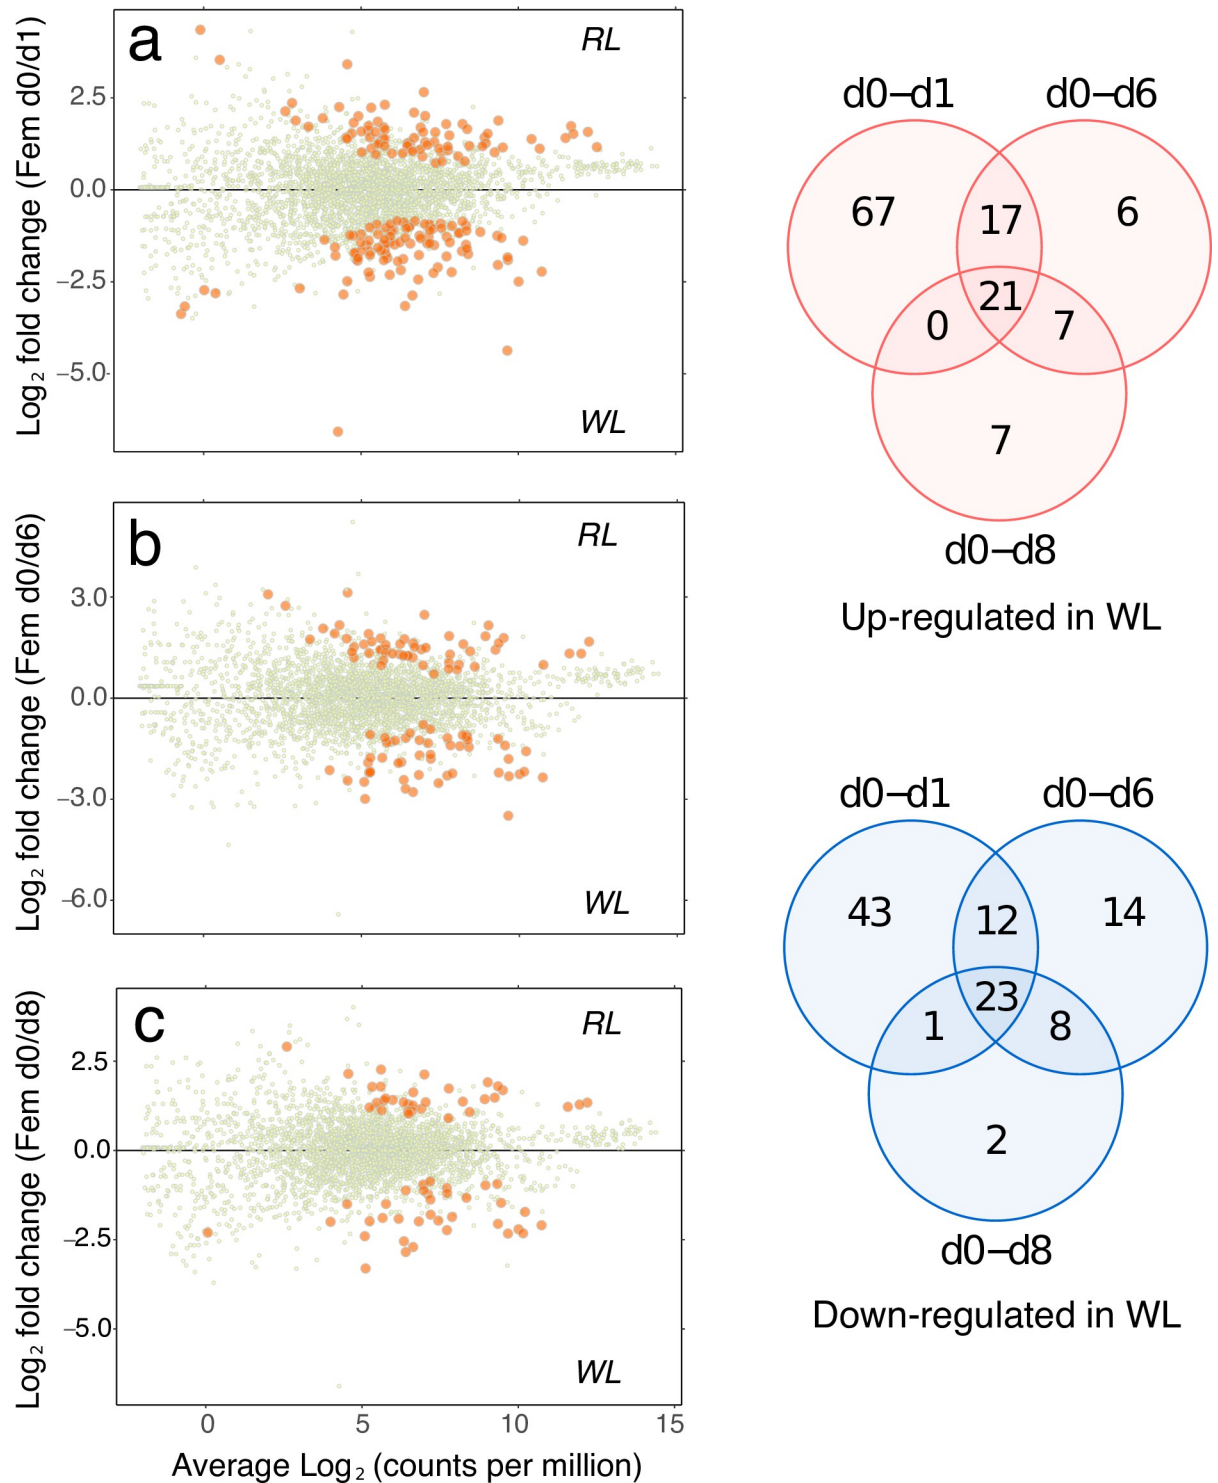 a
RL
WL
Log2 fold change (Fem d0/d1)
2.5
0.0
−2.5
−5.0
b
RL
WL
Log2 fold change (Fem d0/d6)
3.0
0.0
−3.0
−6.0
c
RL
WL
Log2 fold change (Fem d0/d8)
2.5
0.0
−2.5
−5.0
0 5 10 15
Average Log2 (counts per million)
d0−d1 d0−d6
67 17 6
21
0 7
7
d0−d8
Up-regulated in WL
d0−d1 d0−d6
43 12 14
23
1 8
2
d0−d8
Down-regulated in WL